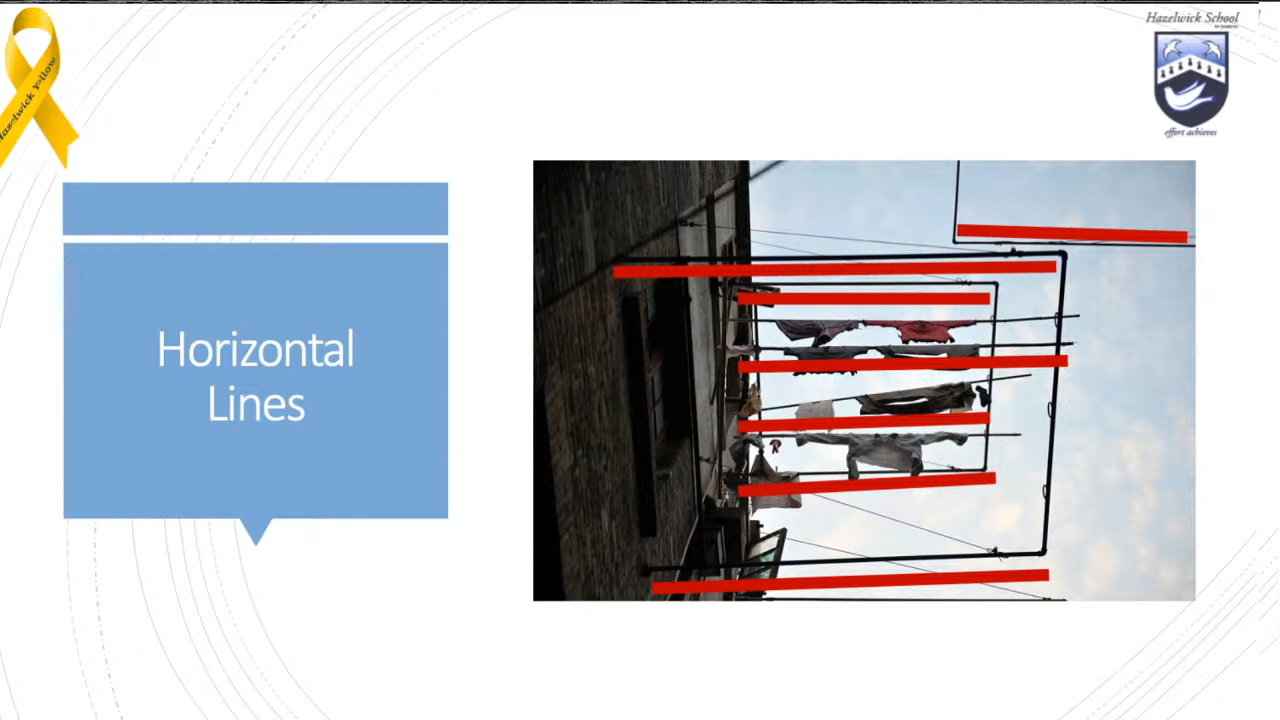 Hazelwick School
Hazelwick Yellow
effort achieves
Horizontal
Lines